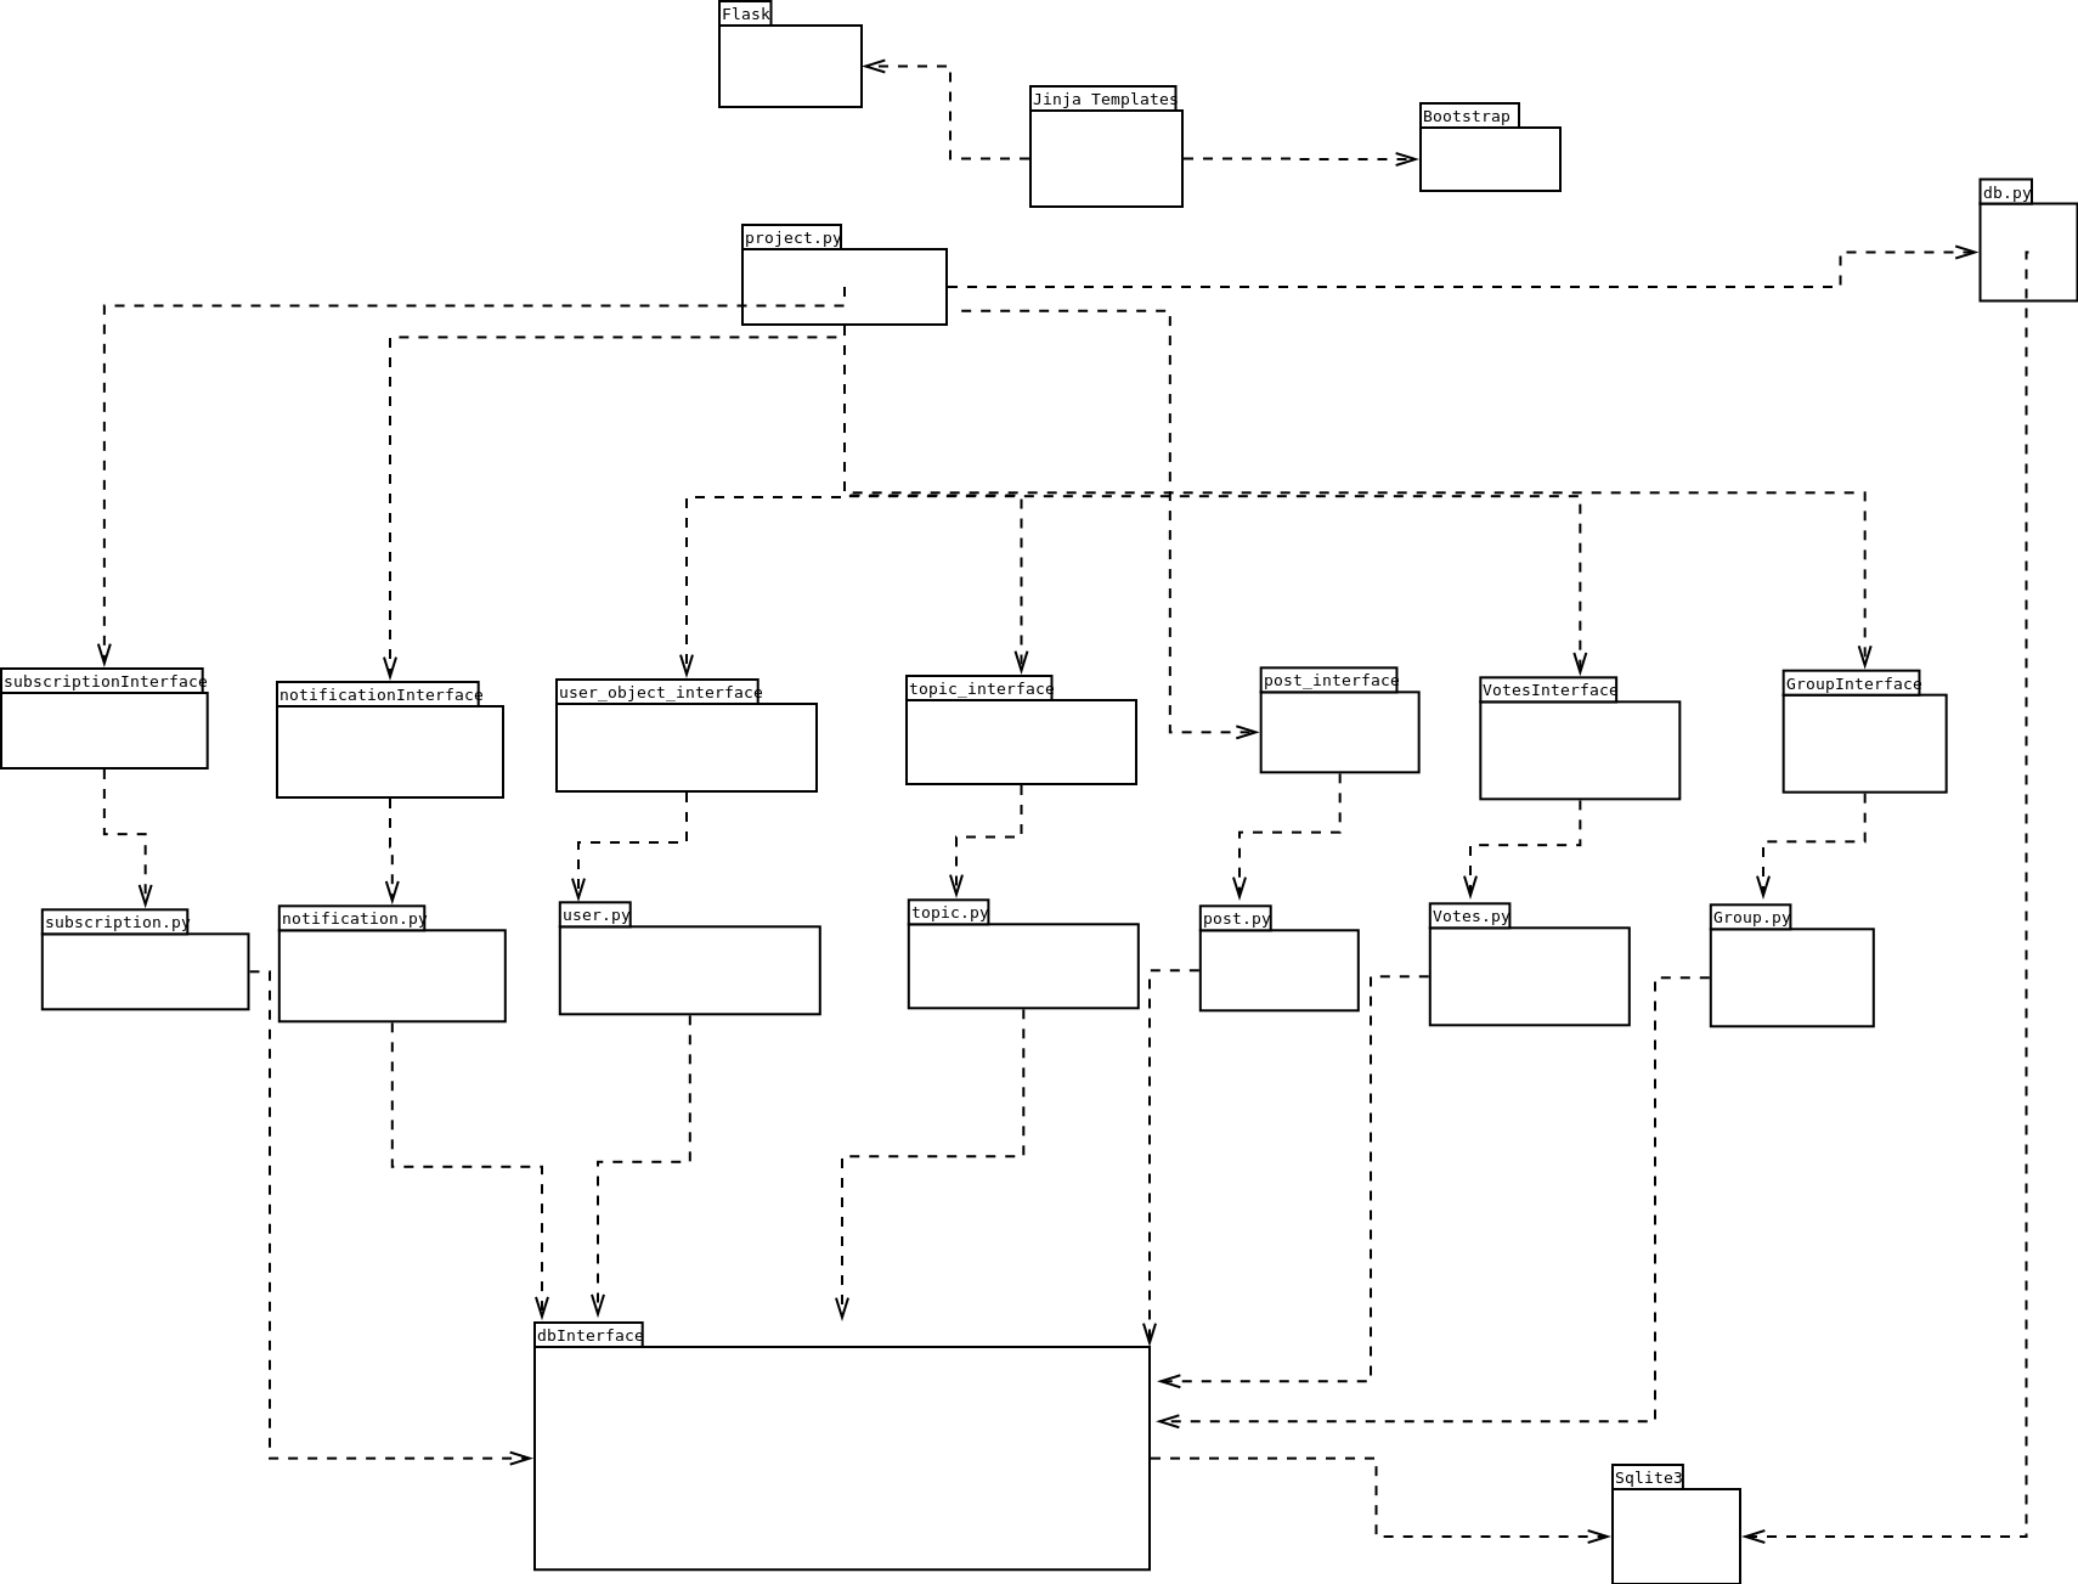 Flask
Jinja Templates
Bootstrap
db.py
project.py
subscriptionInterface
notificationInterface
user_object_interface
topic_interface
post_interface
VotesInterface
GroupInterface
subscription.py
notification.py
user.py
topic.py
post.py
Votes.py
Group.py
dbInterface
Sqlite3